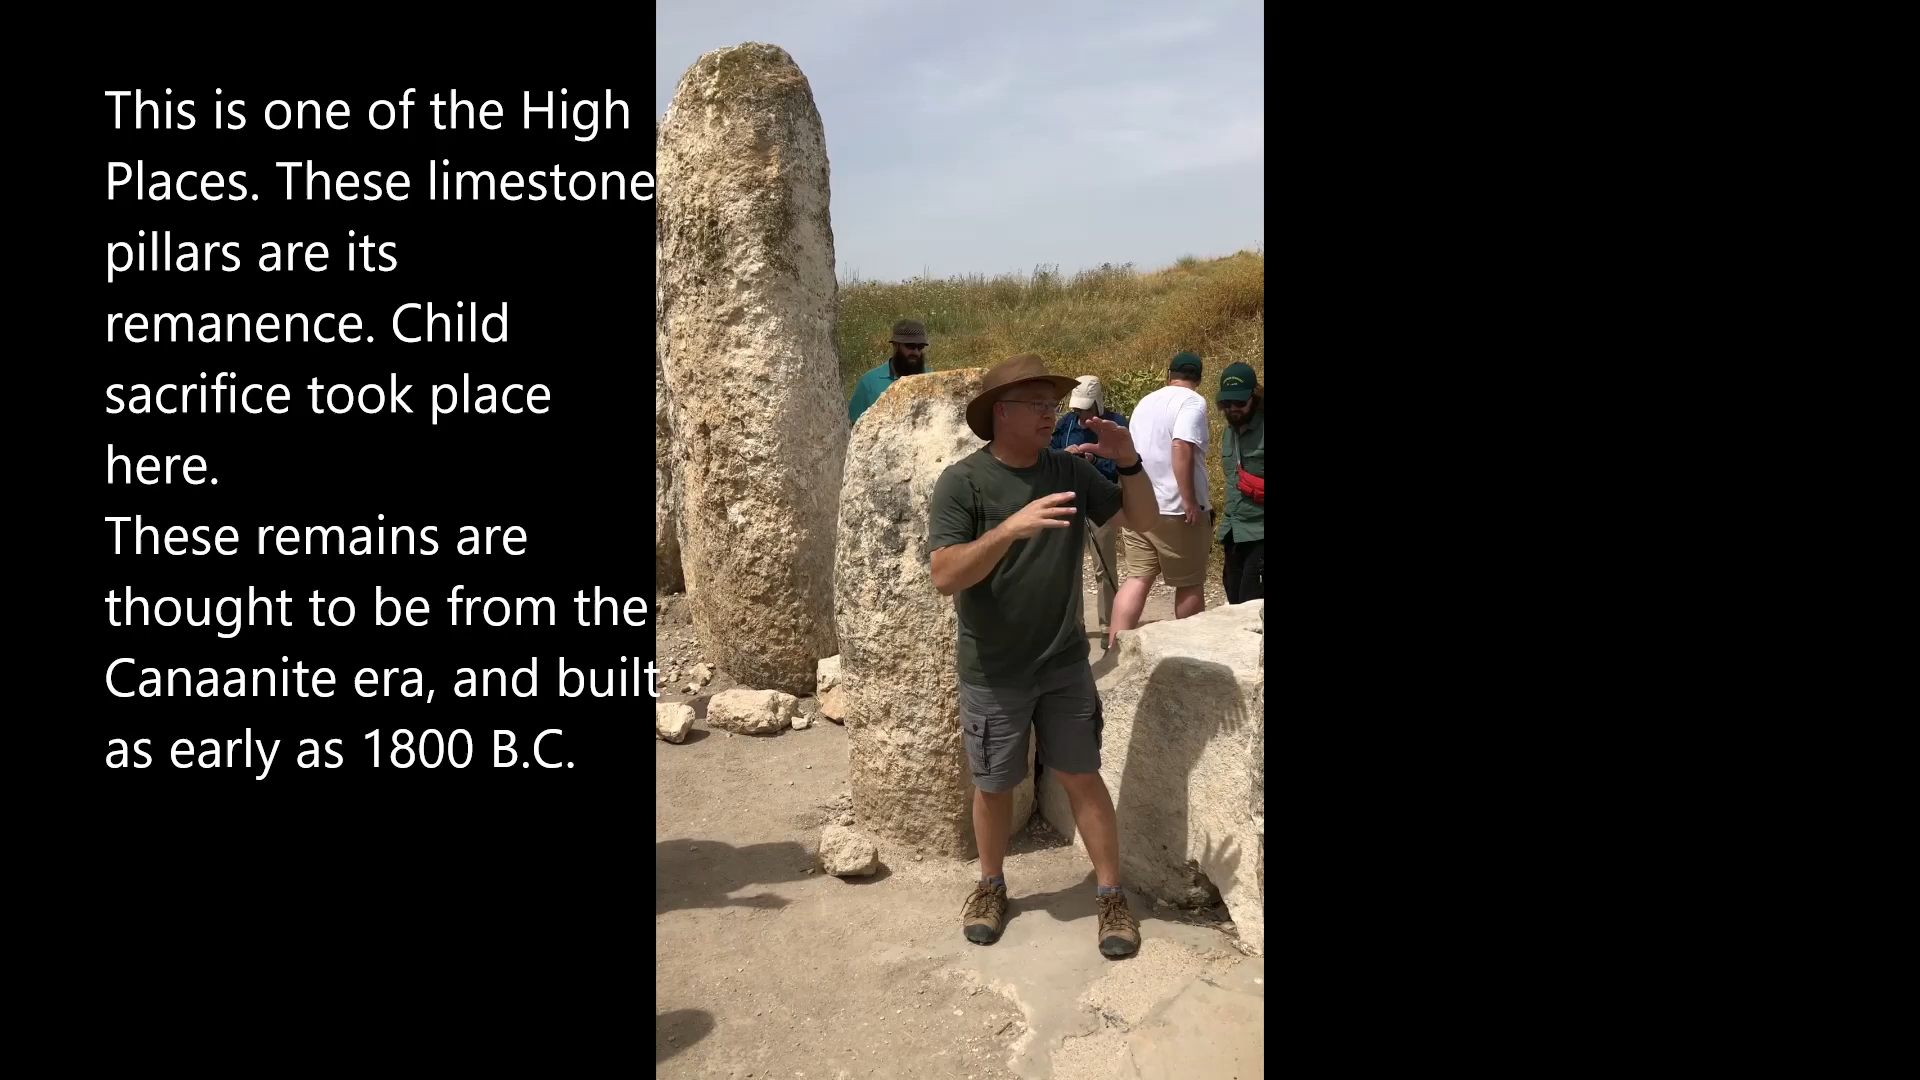 This is one of the High
Places. These limestone
pillars are its
remanence. Child
sacrifice took place
here.
These remains are
thought to be from the
Canaanite era, and built
as early as 1800 B.C.